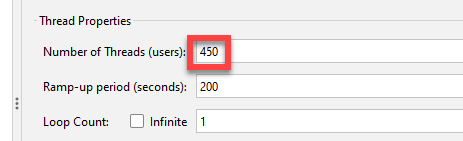 Thread Properties
Number of Threads (users): 450
Ramp-up period (seconds): 200
Loop Count: Infinite 1